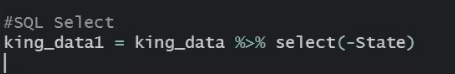 #SQL Select
king_data1 = king_data %>% select(-State)